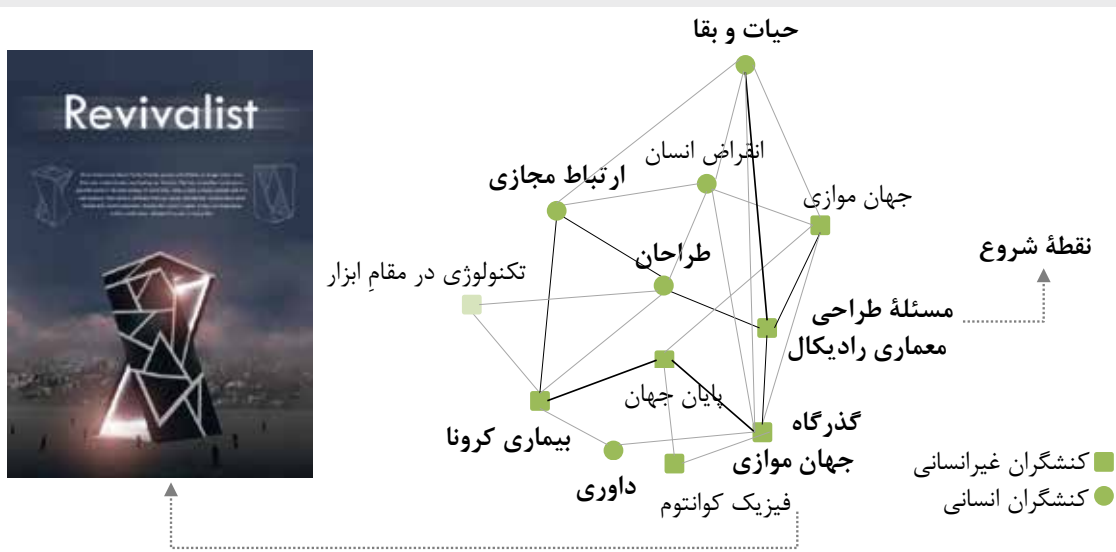 حیات و بقا
Revivalist
انقراض انسان
ارتباط مجازی
جهان موازی
طراحان
نقطهٔ شروع
تکنولوژی در مقامِ ابزار
مسئلهٔ طراحی
معماری رادیکال
پایان جهان
گذرگاه
جهان موازی
بیماری کرونا
داوری
فیزیک کوانتوم
کنشگران غیرانسانی
کنشگران انسانی